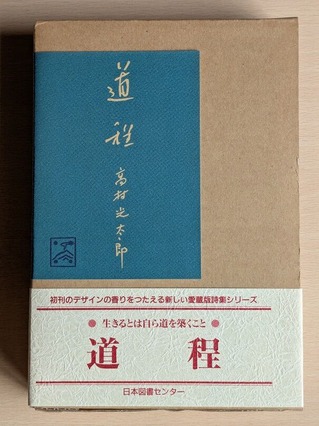 道程
高村光太郎
初刊のデザインの香りをつたえる新しい愛蔵版詩集シリーズ
● 生きるとは自ら道を築くこと ●
道 程
日本図書センター